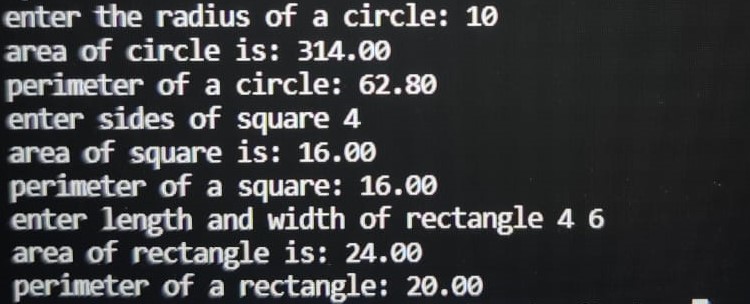 enter the radius of a circle: 10
area of circle is: 314.00
perimeter of a circle: 62.80
enter sides of square 4
area of square is: 16.00
perimeter of a square: 16.00
enter length and width of rectangle 4 6
area of rectangle is: 24.00
perimeter of a rectangle: 20.00